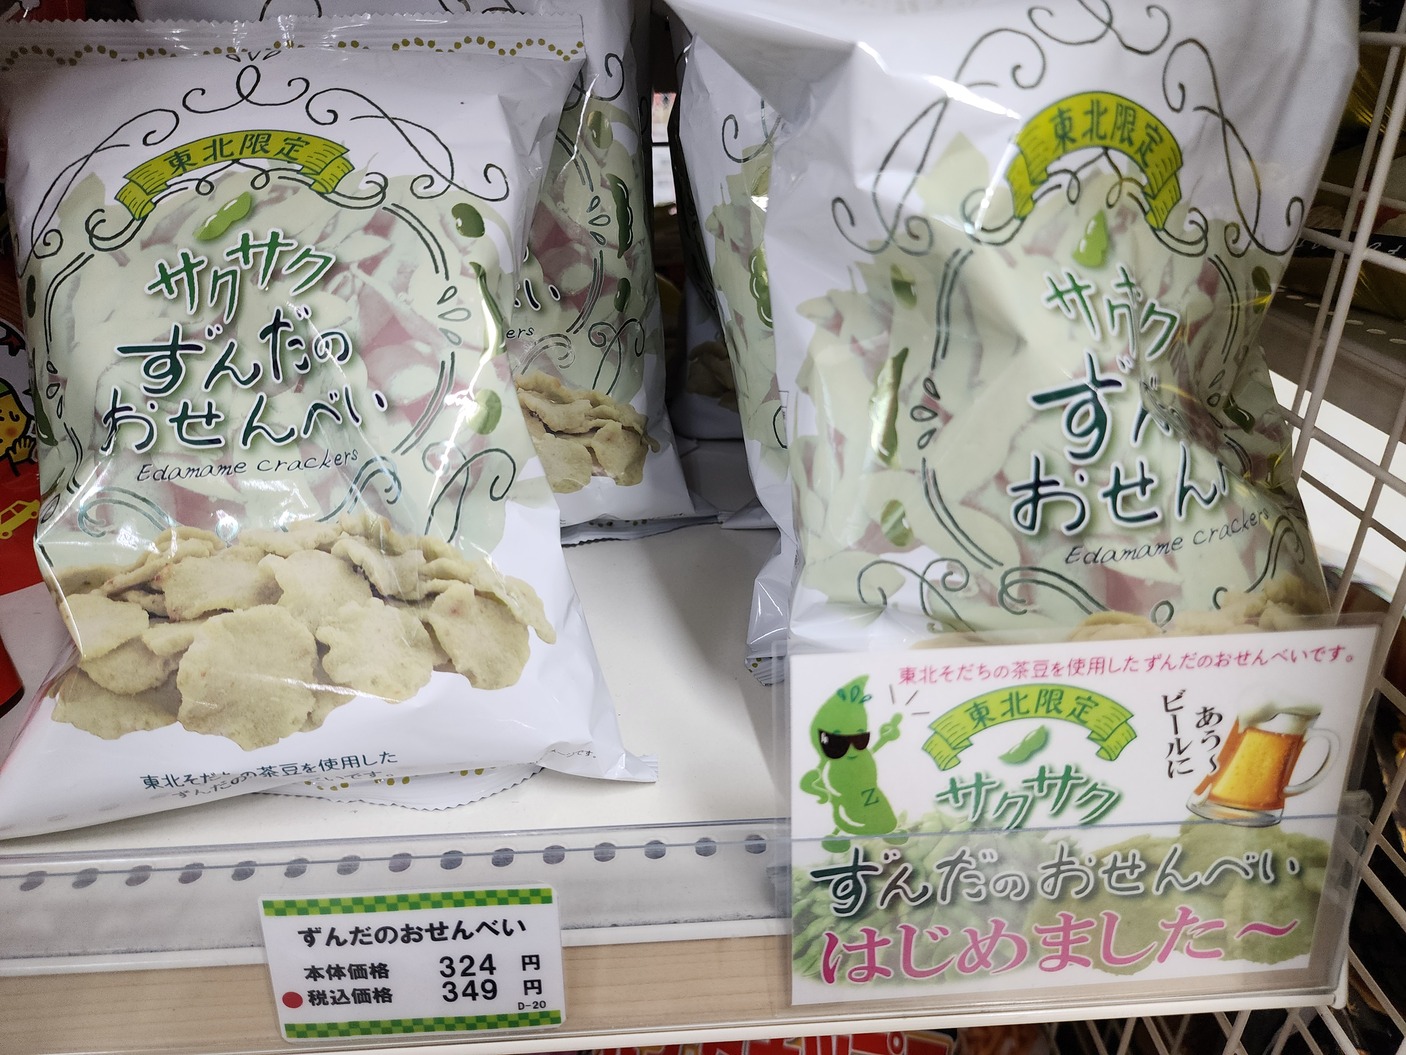 東北限定
サクサク
ずんだの
おせんべい
Edamame crackers
東北そだちの茶豆を使用した
い
ers
東北限定
サクサク
ずん
おせん
Edamame crackers
東北そだちの茶豆を使用したずんだのおせんべいです。
東北限定
サクサク
あう〜
ビールに
Z
ずんだのおせんべい
はじめました〜
ずんだのおせんべい
本体価格 324 円
税込価格 349 円
D-20